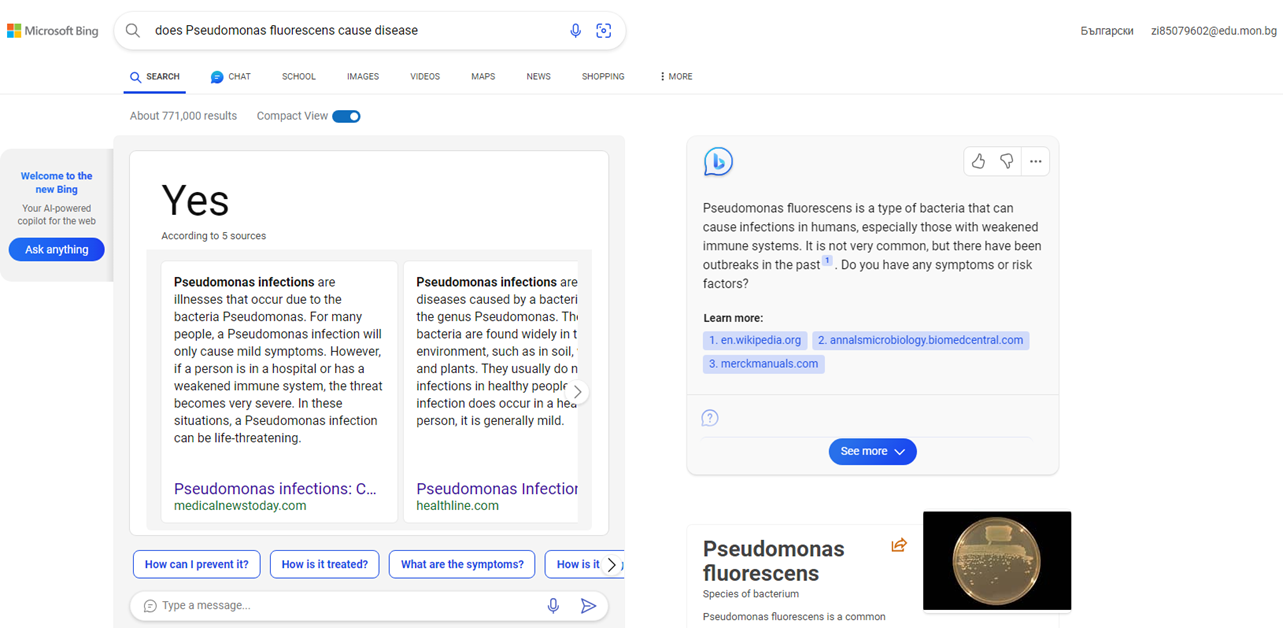 Microsoft Bing
does Pseudomonas fluorescens cause disease
Български
zi85079602@edu.mon.bg
SEARCH
CHAT
SCHOOL
IMAGES
VIDEOS
MAPS
NEWS
SHOPPING
MORE
About 771,000 results
Compact View
Welcome to the
new Bing
Your AI-powered
copilot for the web
Ask anything
Yes
According to 5 sources
Pseudomonas infections are
illnesses that occur due to the
bacteria Pseudomonas. For many
people, a Pseudomonas infection will
only cause mild symptoms. However,
if a person is in a hospital or has a
weakened immune system, the threat
becomes very severe. In these
situations, a Pseudomonas infection
can be life-threatening.
Pseudomonas infections: C...
medicalnewstoday.com
Pseudomonas infections are
diseases caused by a bacteri
the genus Pseudomonas. The
bacteria are found widely in t
environment, such as in soil,
and plants. They usually do n
infections in healthy people
infection does occur in a hea
person, it is generally mild.
Pseudomonas Infection
healthline.com
How can I prevent it?
How is it treated?
What are the symptoms?
How is it
Type a message...
Pseudomonas fluorescens is a type of bacteria that can
cause infections in humans, especially those with weakened
immune systems. It is not very common, but there have been
outbreaks in the past 1 . Do you have any symptoms or risk
factors?
Learn more:
1. en.wikipedia.org
2. annalsmicrobiology.biomedcentral.com
3. merckmanuals.com
See more
Pseudomonas
fluorescens
Species of bacterium
Pseudomonas fluorescens is a common